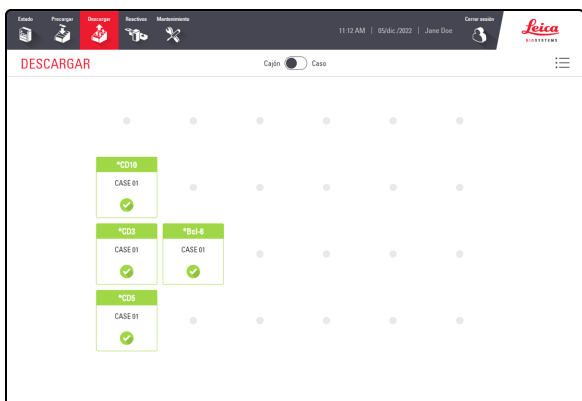 Estado Precargar Descargar Reactivos Mantenimiento Cerrar sesión
11:12 AM | 05/dic./2022 | Jane Doe
Leica
BIOSYSTEMS
DESCARGAR Cajón Caso
*CD10
CASE 01
*CD3 *Bcl-6
CASE 01 CASE 01
*CD5
CASE 01